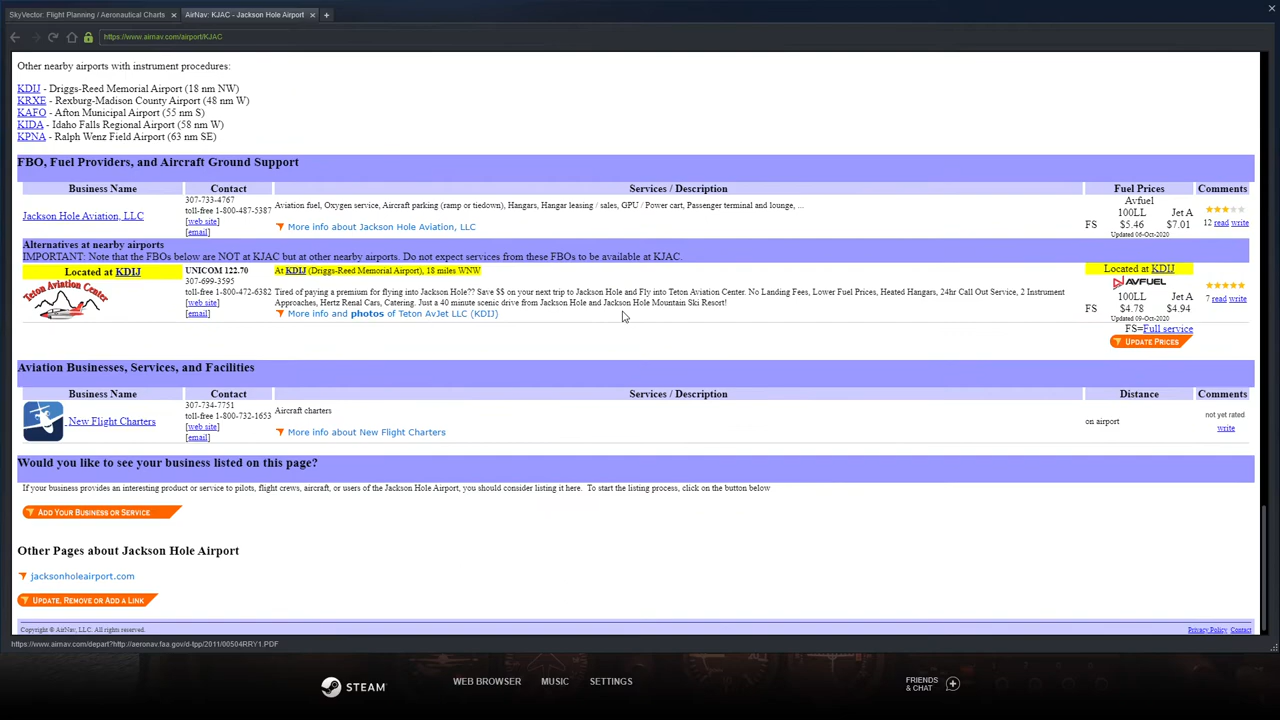 SkyVector: Flight Planning / Aeronautical Charts ×
AirNav: KJAC - Jackson Hole Airport ×
+
https://www.airnav.com/airport/KJAC
Other nearby airports with instrument procedures:
KDIJ - Driggs-Reed Memorial Airport (18 nm NW)
KRXE - Rexburg-Madison County Airport (48 nm W)
KAFO - Afton Municipal Airport (55 nm S)
KIDA - Idaho Falls Regional Airport (58 nm W)
KPNA - Ralph Wenz Field Airport (63 nm SE)
FBO, Fuel Providers, and Aircraft Ground Support
Business Name Contact Services / Description Fuel Prices Comments
Jackson Hole Aviation, LLC
307-733-4767
toll-free 1-800-487-5387
[web site]
[email]
Aviation fuel, Oxygen service, Aircraft parking (ramp or tiedown), Hangars, Hangar leasing / sales, GPU / Power cart, Passenger terminal and lounge, ...
More info about Jackson Hole Aviation, LLC
Avfuel
100LL Jet A
FS $5.46 $7.01
Updated 06-Oct-2020
12 read write
Alternatives at nearby airports
IMPORTANT: Note that the FBOs below are NOT at KJAC but at other nearby airports. Do not expect services from these FBOs to be available at KJAC.
Located at KDIJ
Teton Aviation Center
UNICOM 122.70
307-699-3595
toll-free 1-800-472-6382
[web site]
[email]
At KDIJ (Driggs-Reed Memorial Airport), 18 miles WNW
Tired of paying a premium for flying into Jackson Hole?? Save $$ on your next trip to Jackson Hole and Fly into Teton Aviation Center. No Landing Fees, Lower Fuel Prices, Heated Hangars, 24hr Call Out Service, 2 Instrument
Approaches, Hertz Renal Cars, Catering. Just a 40 minute scenic drive from Jackson Hole and Jackson Hole Mountain Ski Resort!
More info and photos of Teton AvJet LLC (KDIJ)
Located at KDIJ
AVFUEL
100LL Jet A
FS $4.78 $4.94
Updated 09-Oct-2020
7 read write
FS=Full service
UPDATE PRICES
Aviation Businesses, Services, and Facilities
Business Name Contact Services / Description Distance Comments
New Flight Charters
307-734-7751
toll-free 1-800-732-1653
[web site]
[email]
Aircraft charters
More info about New Flight Charters
on airport
not yet rated
write
Would you like to see your business listed on this page?
If your business provides an interesting product or service to pilots, flight crews, aircraft, or users of the Jackson Hole Airport, you should consider listing it here. To start the listing process, click on the button below
ADD YOUR BUSINESS OR SERVICE
Other Pages about Jackson Hole Airport
jacksonholeairport.com
UPDATE, REMOVE OR ADD A LINK
Copyright © AirNav, LLC. All rights reserved. Privacy Policy Contact
https://www.airnav.com/depart?http://aeronav.faa.gov/d-tpp/2011/00504RRY1.PDF
STEAM
WEB BROWSER MUSIC SETTINGS
FRIENDS
& CHAT